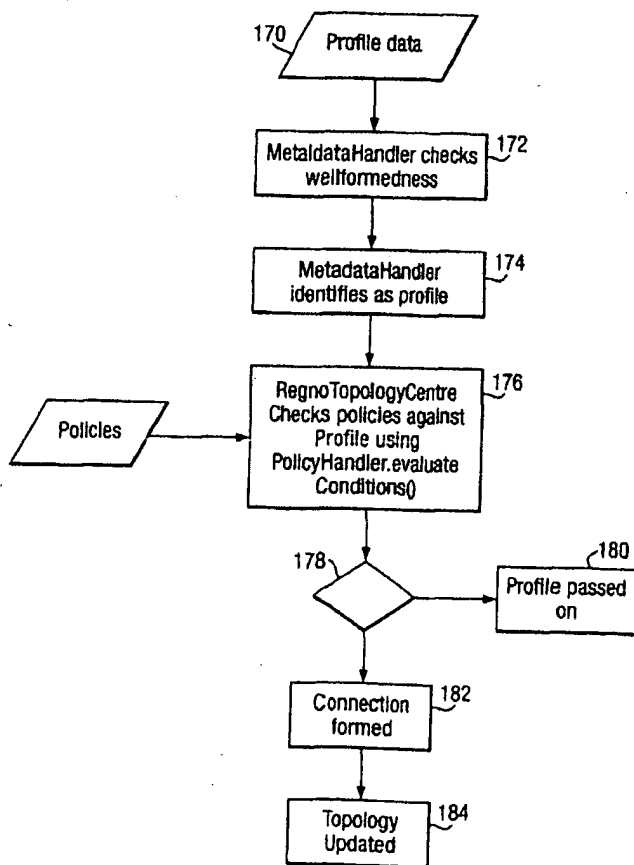 170
Profile data
MetaldataHandler checks
wellformedness
172
MetadataHandler
identifies as profile
174
RegnoTopologyCentre
Checks policies against
Profile using
PolicyHandler.evaluate
Conditions()
176
Policies
178
180
Profile passed
on
Connection
formed
182
Topology
Updated
184